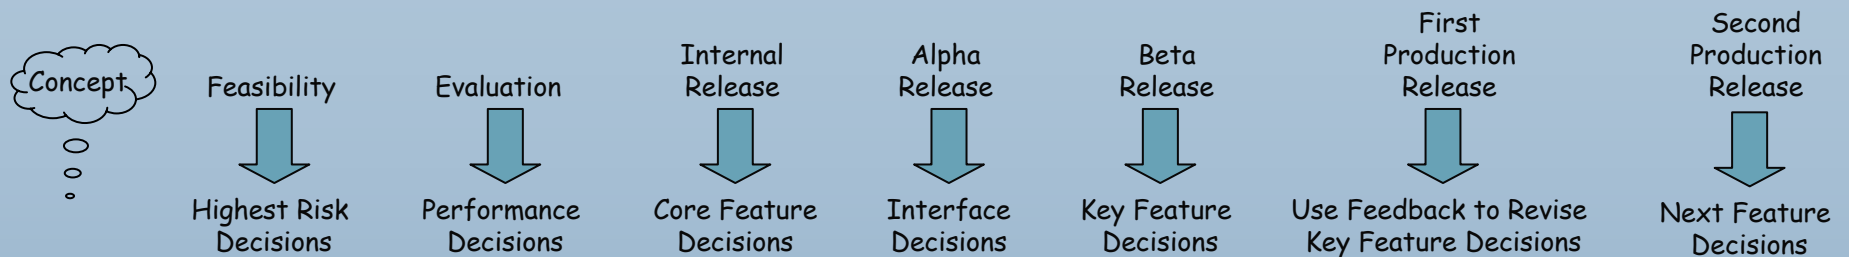 Concept
Feasibility
Highest Risk
Decisions
Evaluation
Performance
Decisions
Internal
Release
Core Feature
Decisions
Alpha
Release
Interface
Decisions
Beta
Release
Key Feature
Decisions
First
Production
Release
Use Feedback to Revise
Key Feature Decisions
Second
Production
Release
Next Feature
Decisions